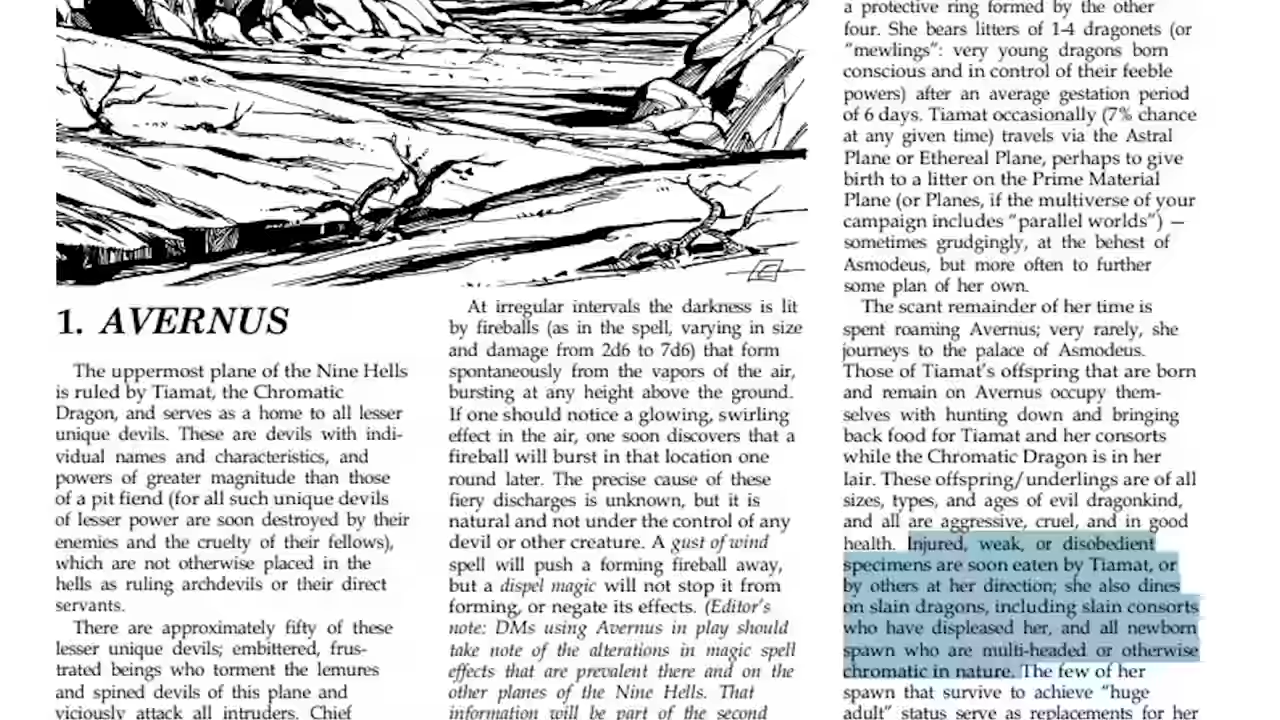 1. AVERNUS
The uppermost plane of the Nine Hells
is ruled by Tiamat, the Chromatic
Dragon, and serves as a home to all lesser
unique devils. These are devils with indi-
vidual names and characteristics, and
powers of greater magnitude than those
of a pit fiend (for all such unique devils
of lesser power are soon destroyed by their
enemies and the cruelty of their fellows),
which are not otherwise placed in the
hells as ruling archdevils or their direct
servants.
There are approximately fifty of these
lesser unique devils; embittered, frus-
trated beings who torment the lemures
and spined devils of this plane and
viciously attack all intruders. Chief
At irregular intervals the darkness is lit
by fireballs (as in the spell, varying in size
and damage from 2d6 to 7d6) that form
spontaneously from the vapors of the air,
bursting at any height above the ground.
If one should notice a glowing, swirling
effect in the air, one soon discovers that a
fireball will burst in that location one
round later. The precise cause of these
fiery discharges is unknown, but it is
natural and not under the control of any
devil or other creature. A gust of wind
spell will push a forming fireball away,
but a dispel magic will not stop it from
forming, or negate its effects. (Editor's
note: DMs using Avernus in play should
take note of the alterations in magic spell
effects that are prevalent there and on the
other planes of the Nine Hells. That
information will be part of the second
a protective ring formed by the other
four. She bears litters of 1-4 dragonets (or
“mewlings”: very young dragons born
conscious and in control of their feeble
powers) after an average gestation period
of 6 days. Tiamat occasionally (7% chance
at any given time) travels via the Astral
Plane or Ethereal Plane, perhaps to give
birth to a litter on the Prime Material
Plane (or Planes, if the multiverse of your
campaign includes “parallel worlds”) —
sometimes grudgingly, at the behest of
Asmodeus, but more often to further
some plan of her own.
The scant remainder of her time is
spent roaming Avernus; very rarely, she
journeys to the palace of Asmodeus.
Those of Tiamat's offspring that are born
and remain on Avernus occupy them-
selves with hunting down and bringing
back food for Tiamat and her consorts
while the Chromatic Dragon is in her
lair. These offspring/underlings are of all
sizes, types, and ages of evil dragonkind,
and all are aggressive, cruel, and in good
health. Injured, weak, or disobedient
specimens are soon eaten by Tiamat, or
by others at her direction; she also dines
on slain dragons, including slain consorts
who have displeased her, and all newborn
spawn who are multi-headed or otherwise
chromatic in nature. The few of her
spawn that survive to achieve “huge
adult” status serve as replacements for her